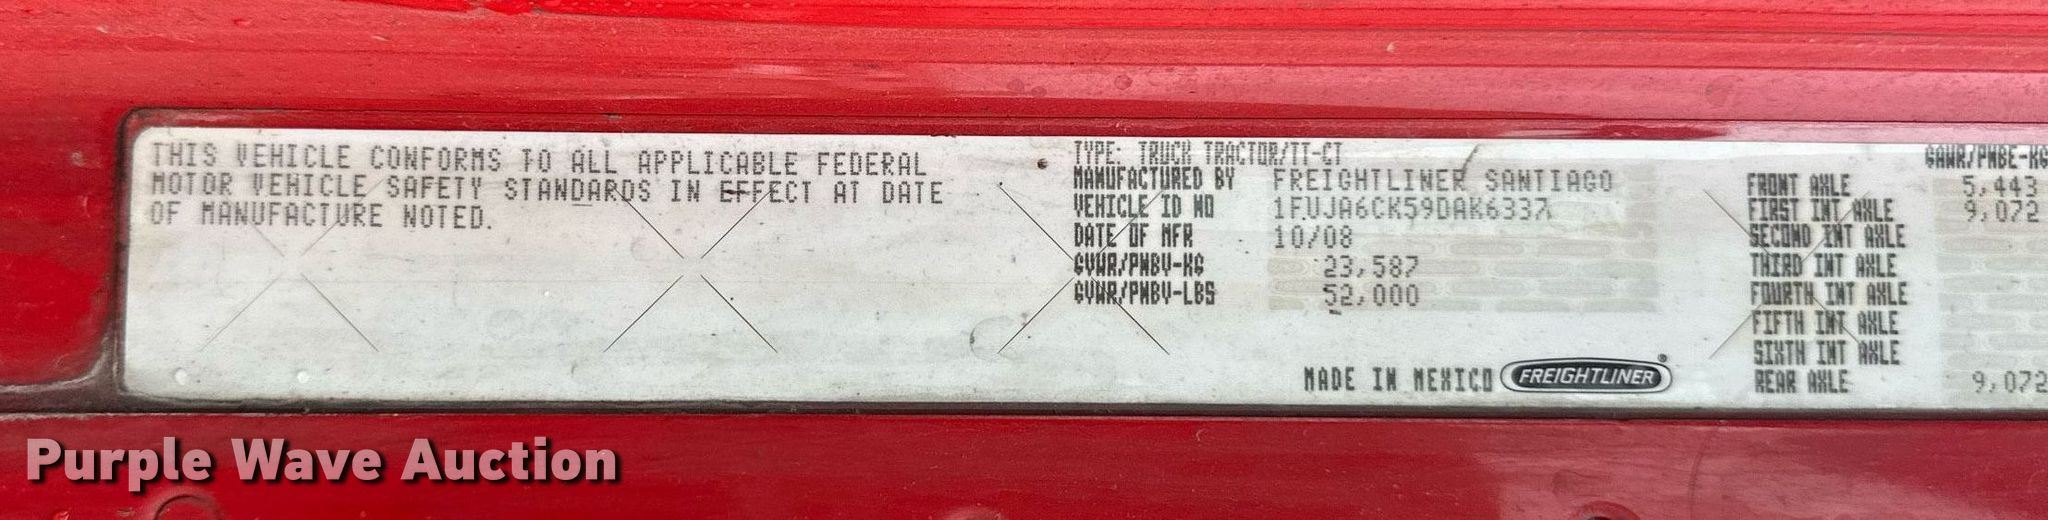 THIS VEHICLE CONFORMS TO ALL APPLICABLE FEDERAL
MOTOR VEHICLE SAFETY STANDARDS IN EFFECT AT DATE
OF MANUFACTURE NOTED.
TYPE: TRUCK TRACTOR/TT-CT
MANUFACTURED BY FREIGHTLINER SANTIAGO
VEHICLE ID NO 1FUJA6CK59DAK6337
DATE OF MFR 10/08
GVWR/PNBV-KG 23,587
GVWR/PNBV-LBS 52,000
MADE IN MEXICO FREIGHTLINER®
GAWR/PNBE-KG
FRONT AXLE 5,443
FIRST INT AXLE 9,072
SECOND INT AXLE
THIRD INT AXLE
FOURTH INT AXLE
FIFTH INT AXLE
SIXTH INT AXLE
REAR AXLE 9,072
Purple Wave Auction